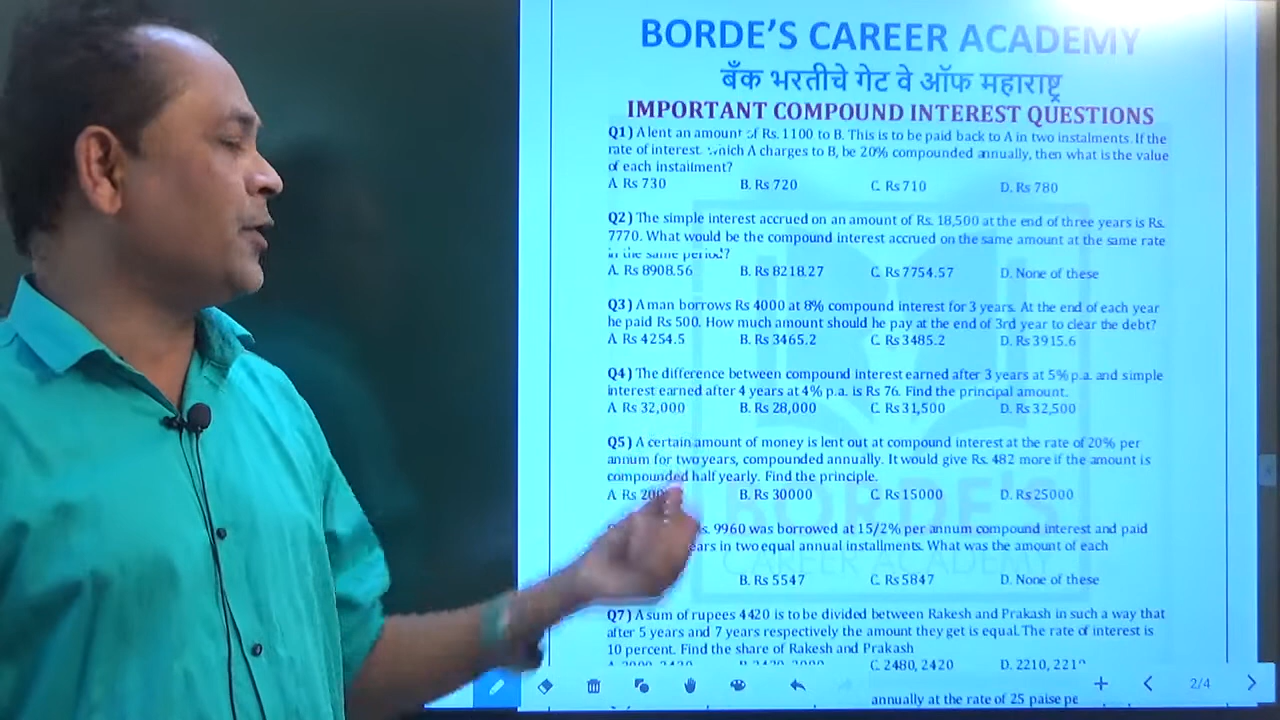 BORDE'S CAREER ACADEMY
बँक भरतीचे गेट वे ऑफ महाराष्ट्र
IMPORTANT COMPOUND INTEREST QUESTIONS
Q1) A lent an amount of Rs. 1100 to B. This is to be paid back to A in two instalments. If the
rate of interest. which A charges to B, be 20% compounded annually, then what is the value
of each installment?
A Rs 730 B. Rs 720 C. Rs 710 D. Rs 780
Q2) The simple interest accrued on an amount of Rs. 18,500 at the end of three years is Rs.
7770. What would be the compound interest accrued on the same amount at the same rate
in the same period?
A. Rs 8908.56 B. Rs 8218.27 C. Rs 7754.57 D. None of these
Q3) A man borrows Rs 4000 at 8% compound interest for 3 years. At the end of each year
he paid Rs 500. How much amount should he pay at the end of 3rd year to clear the debt?
A Rs 4254.5 B. Rs 3465.2 C. Rs 3485.2 D. Rs 3915.6
Q4) The difference between compound interest earned after 3 years at 5% p.a. and simple
interest earned after 4 years at 4% p.a. is Rs 76. Find the principal amount.
A Rs 32,000 B. Rs 28,000 C. Rs 31,500 D. Rs 32,500
Q5) A certain amount of money is lent out at compound interest at the rate of 20% per
annum for two years, compounded annually. It would give Rs. 482 more if the amount is
compounded half yearly. Find the principle.
A Rs B. Rs 30000 C. Rs 15000 D. Rs 25000
9960 was borrowed at 15/2% per annum compound interest and paid
in two equal annual installments. What was the amount of each
B. Rs 5547 C. Rs 5847 D. None of these
Q7) A sum of rupees 4420 is to be divided between Rakesh and Prakash in such a way that
after 5 years and 7 years respectively the amount they get is equal. The rate of interest is
10 percent. Find the share of Rakesh and Prakash
C. 2480, 2420 D. 2210,
2/4
annually at the rate of 25 paise pe
BORDE'S
CAREER ACADEMY